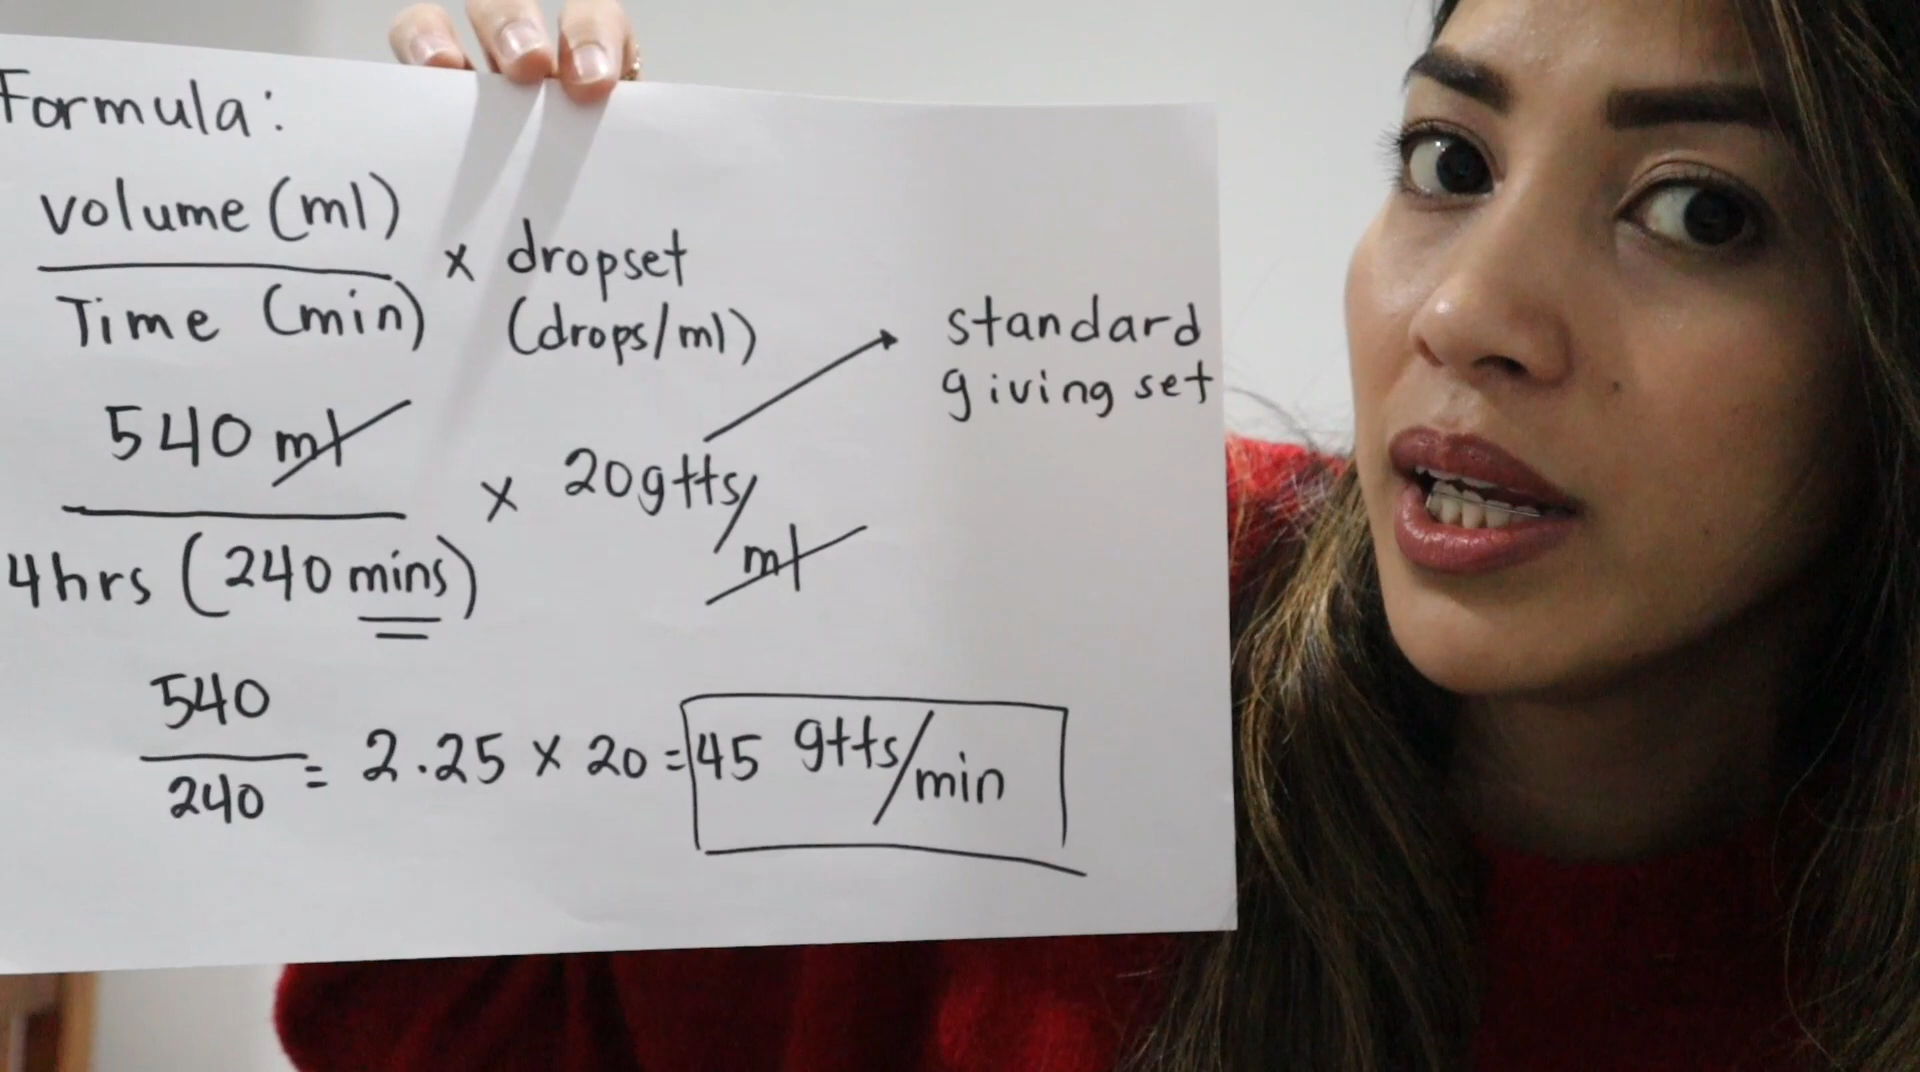 Formula:
volume (ml)
Time (min)
x dropset
(drops/ml)
standard
giving set
540 ml
4hrs (240 mins)
x 20gtts/
ml
540
240
= 2.25 x 20 = 45 gtts/min